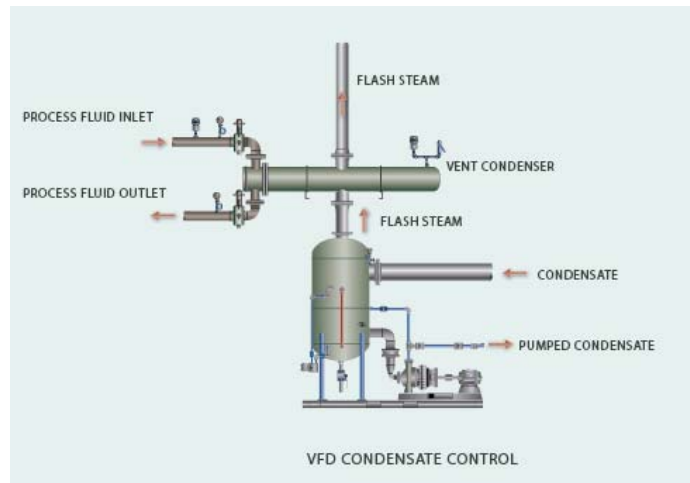 FLASH STEAM
PROCESS FLUID INLET
VENT CONDENSER
PROCESS FLUID OUTLET
FLASH STEAM
CONDENSATE
PUMPED CONDENSATE
VFD CONDENSATE CONTROL